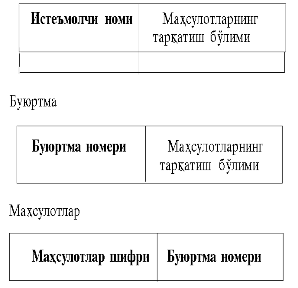 Истеъмолчи номи Маҳсулотларнинг
тарқатиш бўлими
Буюртма
Буюртма номери Маҳсулотларнинг
тарқатиш бўлими
Маҳсулотлар
Маҳсулотлар шифри Буюртма номери